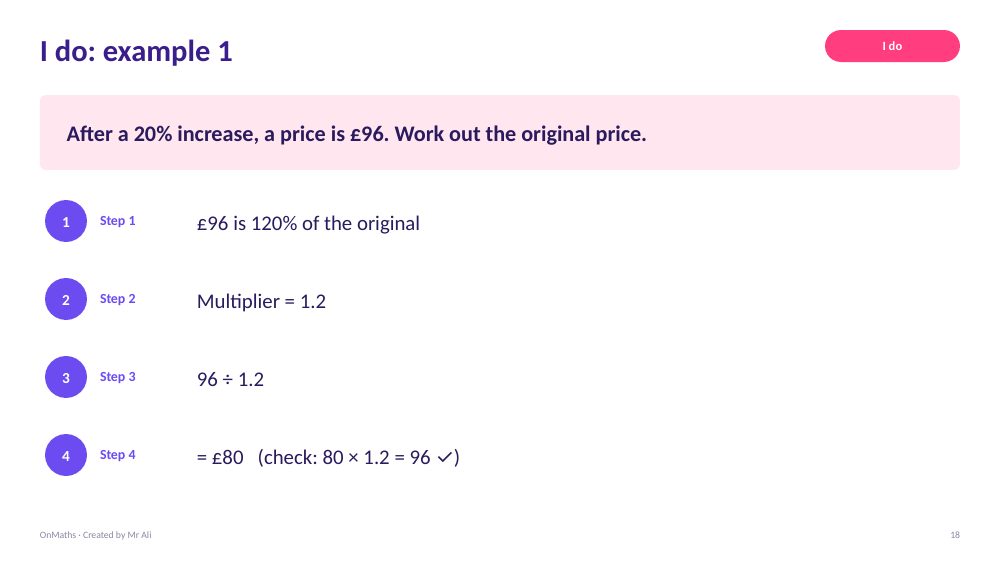 I do: example 1
I do
After a 20% increase, a price is £96. Work out the original price.
1 Step 1 £96 is 120% of the original
2 Step 2 Multiplier = 1.2
3 Step 3 96 ÷ 1.2
4 Step 4 = £80 (check: 80 × 1.2 = 96 ✓)
OnMaths · Created by Mr Ali 18